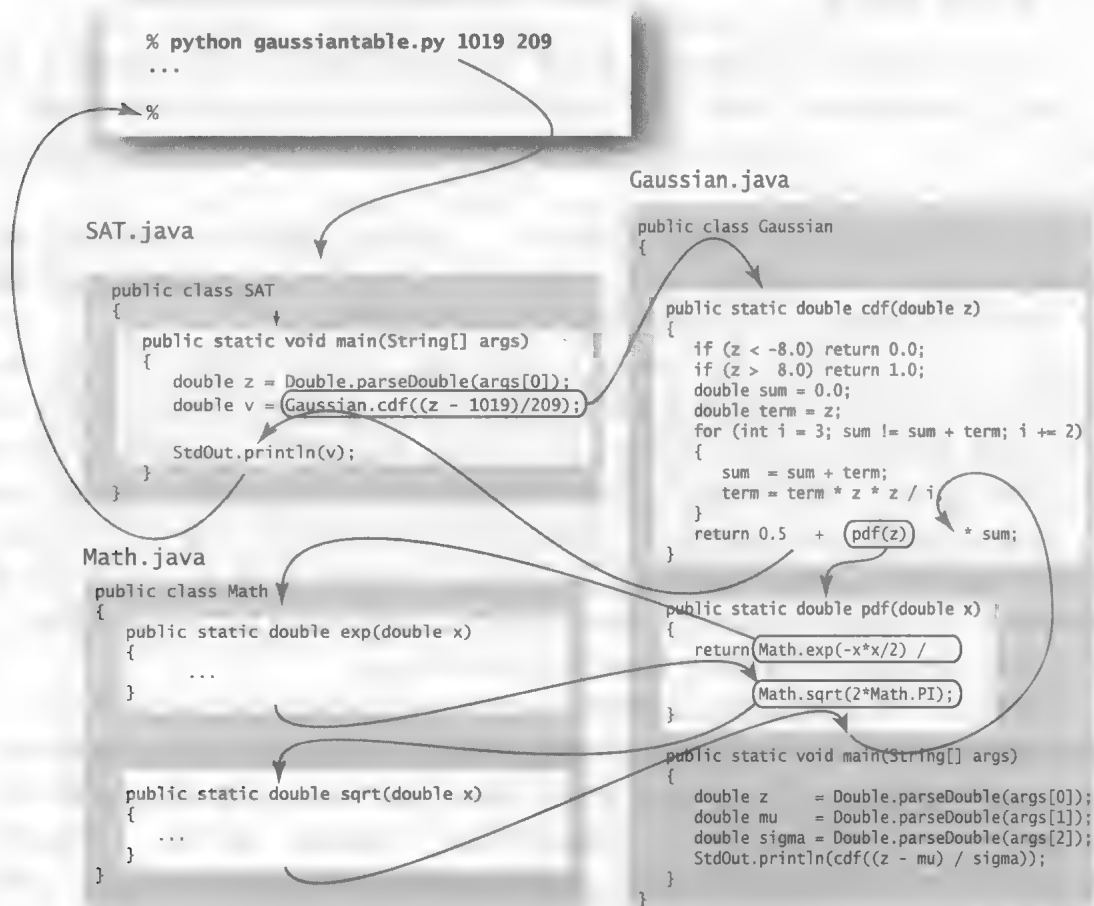 % python gaussiantable.py 1019 209
...
%
SAT.java
public class SAT
{
public static void main(String[] args)
{
double z = Double.parseDouble(args[0]);
double v = Gaussian.cdf((z - 1019)/209);
StdOut.println(v);
}
}
Math.java
public class Math
{
public static double exp(double x)
{
...
}
public static double sqrt(double x)
{
...
}
}
Gaussian.java
public class Gaussian
{
public static double cdf(double z)
{
if (z < -8.0) return 0.0;
if (z > 8.0) return 1.0;
double sum = 0.0;
double term = z;
for (int i = 3; sum != sum + term; i += 2)
{
sum = sum + term;
term = term * z * z / i
}
return 0.5 + pdf(z) * sum;
}
public static double pdf(double x)
{
return Math.exp(-x*x/2) /
Math.sqrt(2*Math.PI);
}
public static void main(String[] args)
{
double z = Double.parseDouble(args[0]);
double mu = Double.parseDouble(args[1]);
double sigma = Double.parseDouble(args[2]);
StdOut.println(cdf((z - mu) / sigma));
}
}